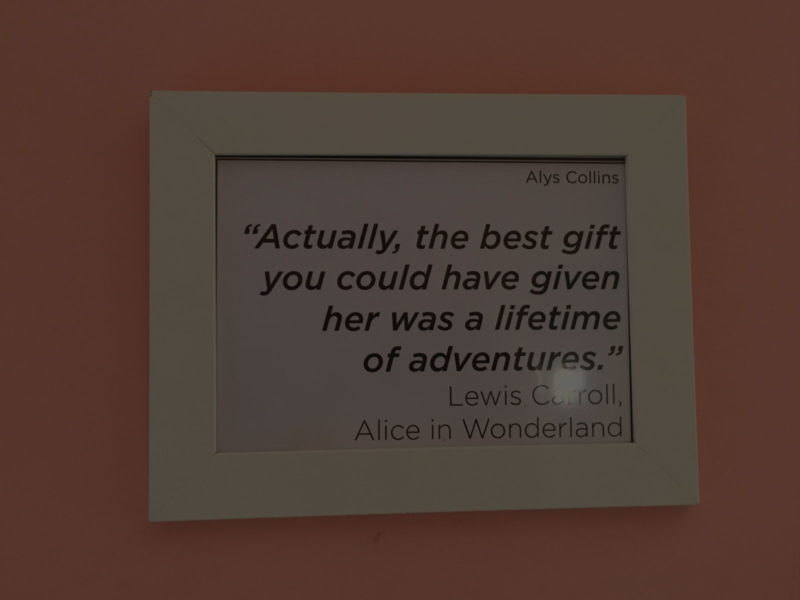 Alys Collins
“Actually, the best gift
you could have given
her was a lifetime
of adventures.”
Lewis Carroll,
Alice in Wonderland